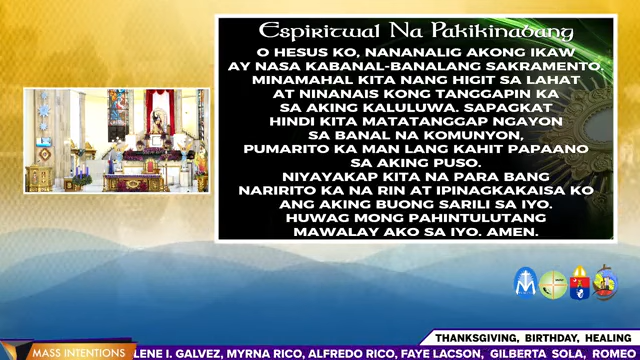 Espiritwal Na Pakikinabang
O HESUS KO, NANANALIG AKONG IKAW
AY NASA KABANAL-BANALANG SAKRAMENTO.
MINAMAHAL KITA NANG HIGIT SA LAHAT
AT NINANAIS KONG TANGGAPIN KA
SA AKING KALULUWA. SAPAGKAT
HINDI KITA MATATANGGAP NGAYON
SA BANAL NA KOMUNYON,
PUMARITO KA MAN LANG KAHIT PAPAANO
SA AKING PUSO.
NIYAYAKAP KITA NA PARA BANG
NARIRITO KA NA RIN AT IPINAGKAKAISA KO
ANG AKING BUONG SARILI SA IYO.
HUWAG MONG PAHINTULUTANG
MAWALAY AKO SA IYO. AMEN.
THANKSGIVING, BIRTHDAY, HEALING
MASS INTENTIONS
LENE I. GALVEZ, MYRNA RICO, ALFREDO RICO, FAYE LACSON, GILBERTA SOLA, ROMEO